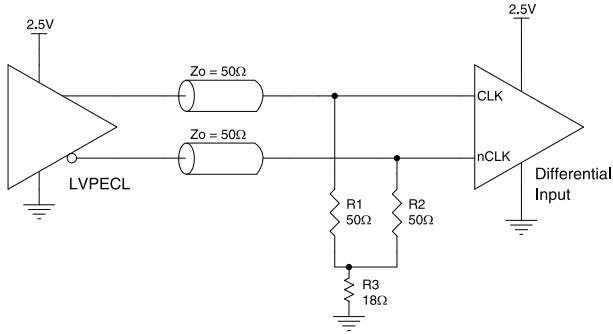 2.5V
2.5V
Zo = 50Ω
CLK
Zo = 50Ω
nCLK
LVPECL
Differential
Input
R1
50Ω
R2
50Ω
R3
18Ω